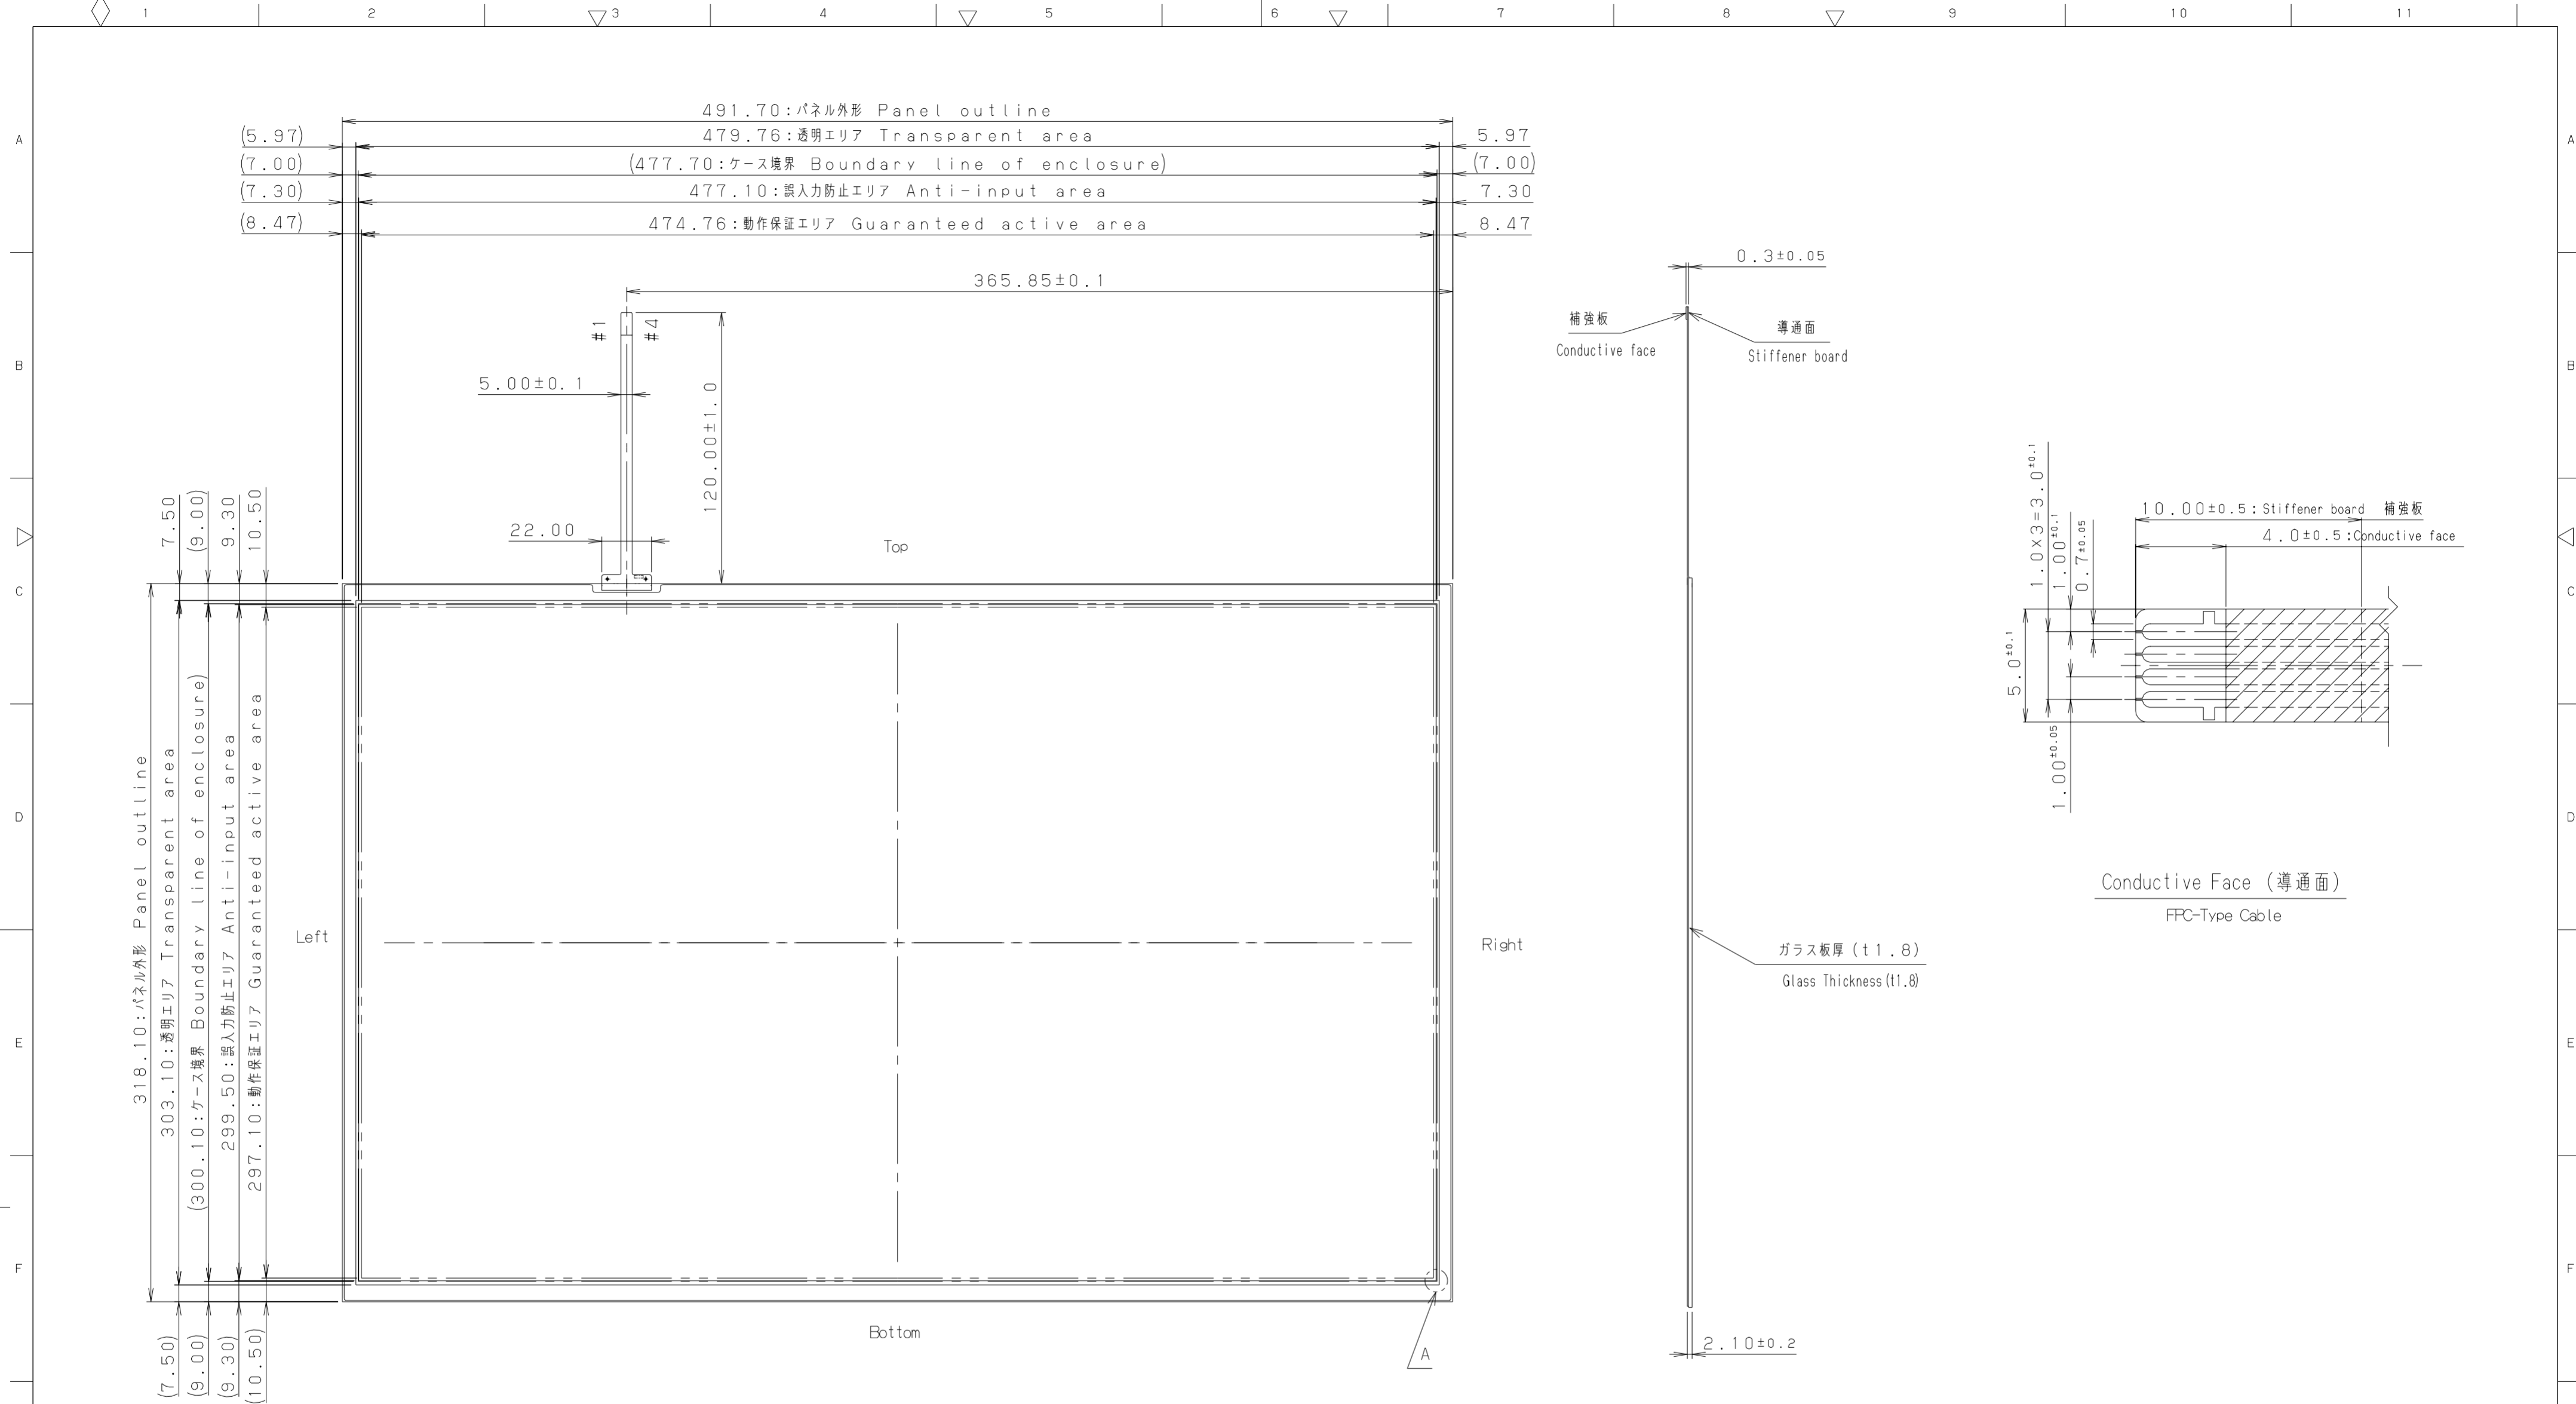 1 2 3 4 5 6 7 8 9 10 11
491.70:パネル外形 Panel outline
(5.97) 479.76:透明エリア Transparent area 5.97
(7.00) (477.70:ケース境界 Boundary line of enclosure) (7.00)
(7.30) 477.10:誤入力防止エリア Anti-input area 7.30
(8.47) 474.76:動作保証エリア Guaranteed active area 8.47
365.85±0.1
#1
#4
5.00±0.1
120.00±1.0
22.00
Top
7.50
(9.00)
9.30
10.50
318.10:パネル外形 Panel outline
303.10:透明エリア Transparent area
(300.10:ケース境界 Boundary line of enclosure)
299.50:誤入力防止エリア Anti-input area
297.10:動作保証エリア Guaranteed active area
Left
Right
Bottom
A
(7.50)
(9.00)
(9.30)
(10.50)
0.3±0.05
補強板
Conductive face
導通面
Stiffener board
ガラス板厚(t1.8)
Glass Thickness(t1.8)
2.10±0.2
1.0×3=3.0±0.1
1.00±0.1
0.7±0.05
10.00±0.5:Stiffener board 補強板
4.0±0.5:Conductive face
5.0±0.1
1.00±0.05
Conductive Face (導通面)
FPC-Type Cable
A
B
C
D
E
F
A
B
C
D
E
F